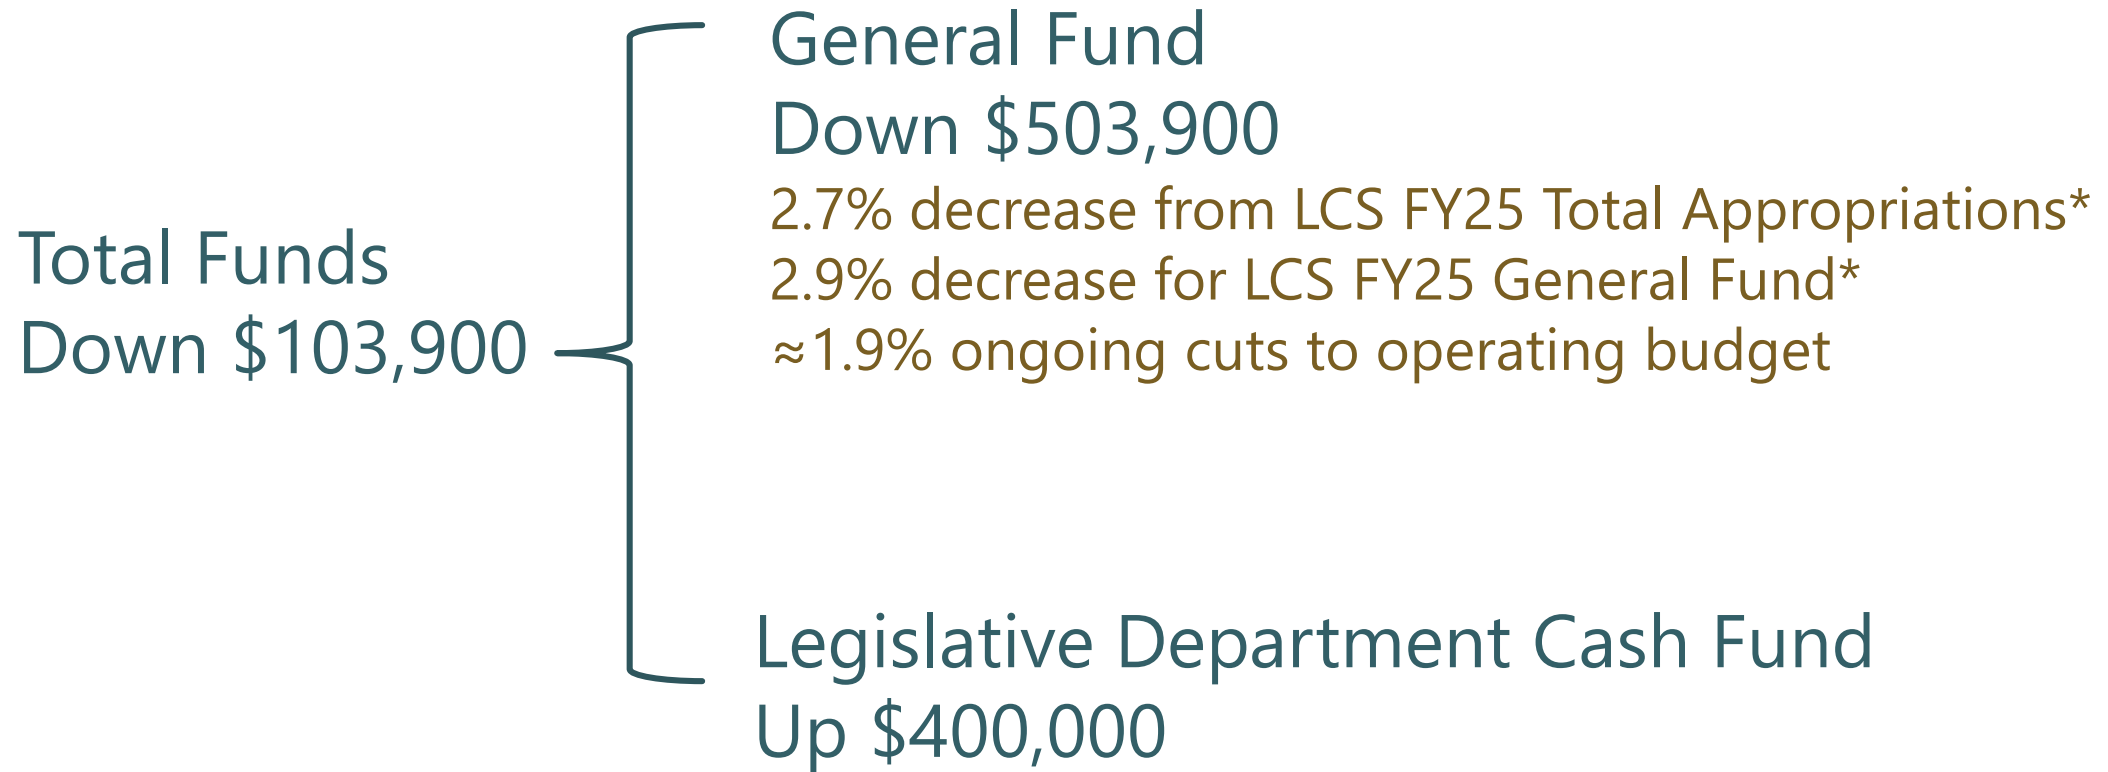 Total Funds
Down $103,900
General Fund
Down $503,900
2.7% decrease from LCS FY25 Total Appropriations*
2.9% decrease for LCS FY25 General Fund*
≈1.9% ongoing cuts to operating budget
Legislative Department Cash Fund
Up $400,000